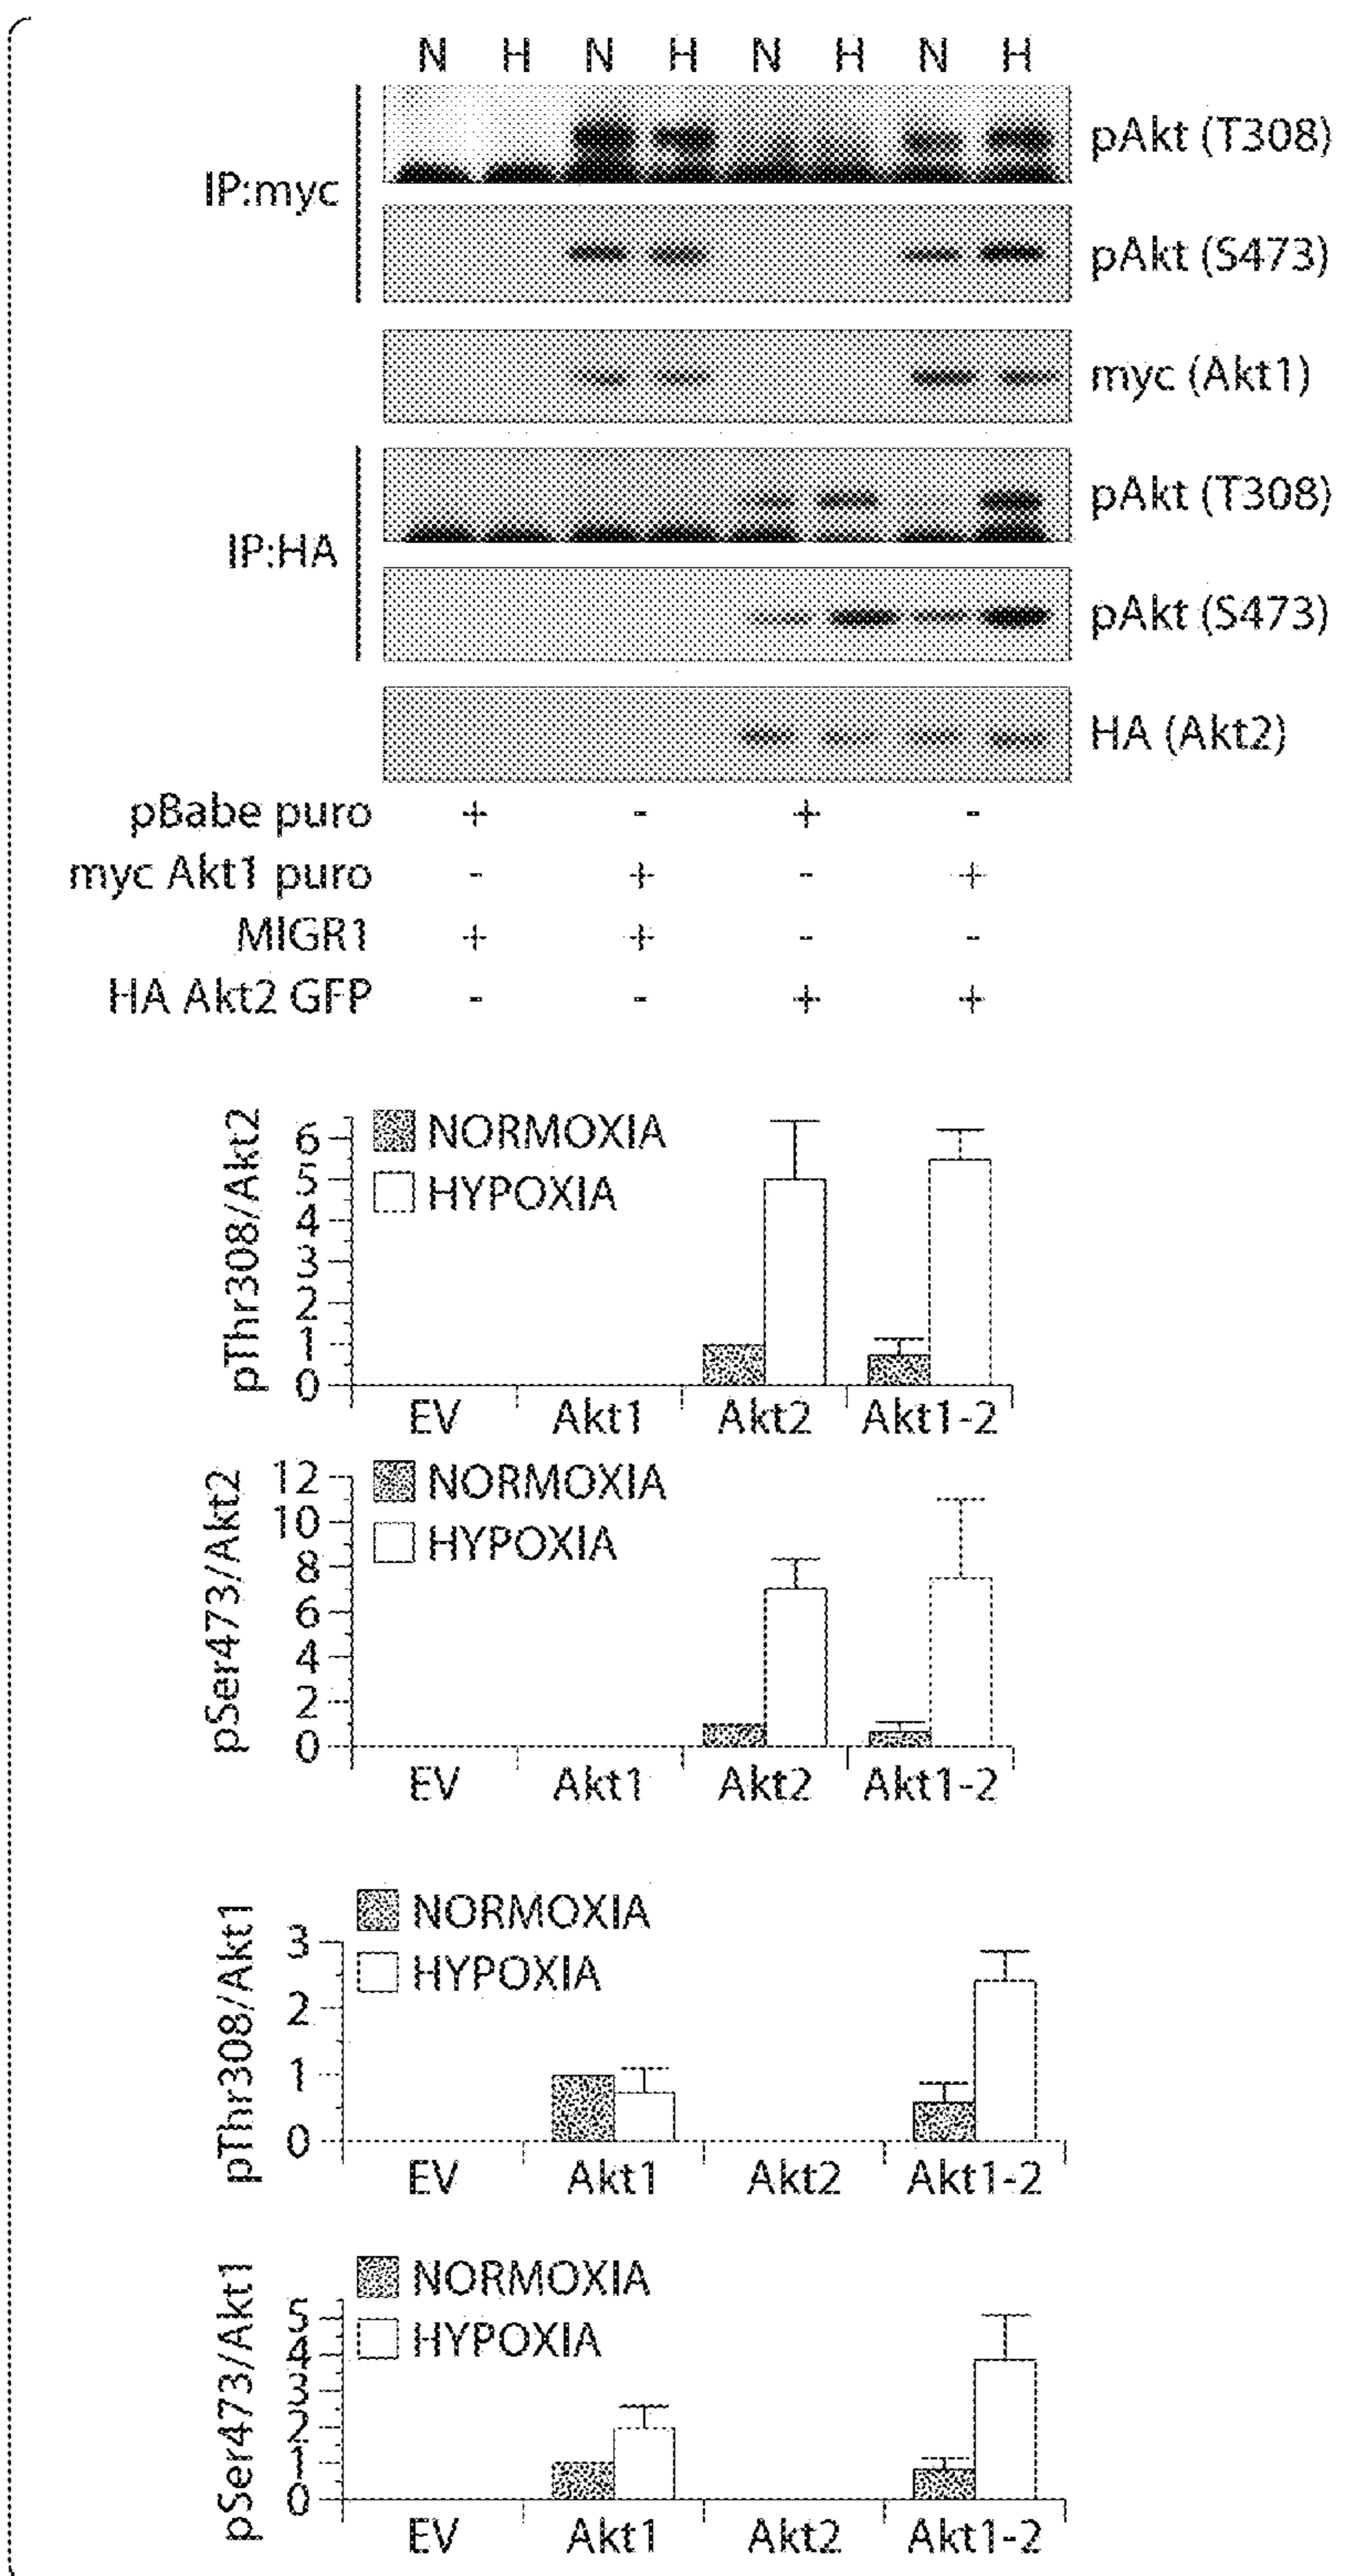 N H N H N H N H
pAkt (T308)
IP:myc
pAkt (S473)
myc (Akt1)
pAkt (T308)
IP:HA
pAkt (S473)
HA (Akt2)
pBabe puro + - + -
myc Akt1 puro - + - +
MIGR1 + + - -
HA Akt2 GFP - - + +
pThr308/Akt2
6
5
4
3
2
1
0
NORMOXIA
HYPOXIA
EV Akt1 Akt2 Akt1-2
pSer473/Akt2
12
10
8
6
4
2
0
NORMOXIA
HYPOXIA
EV Akt1 Akt2 Akt1-2
pThr308/Akt1
3
2
1
0
NORMOXIA
HYPOXIA
EV Akt1 Akt2 Akt1-2
pSer473/Akt1
5
4
3
2
1
0
NORMOXIA
HYPOXIA
EV Akt1 Akt2 Akt1-2